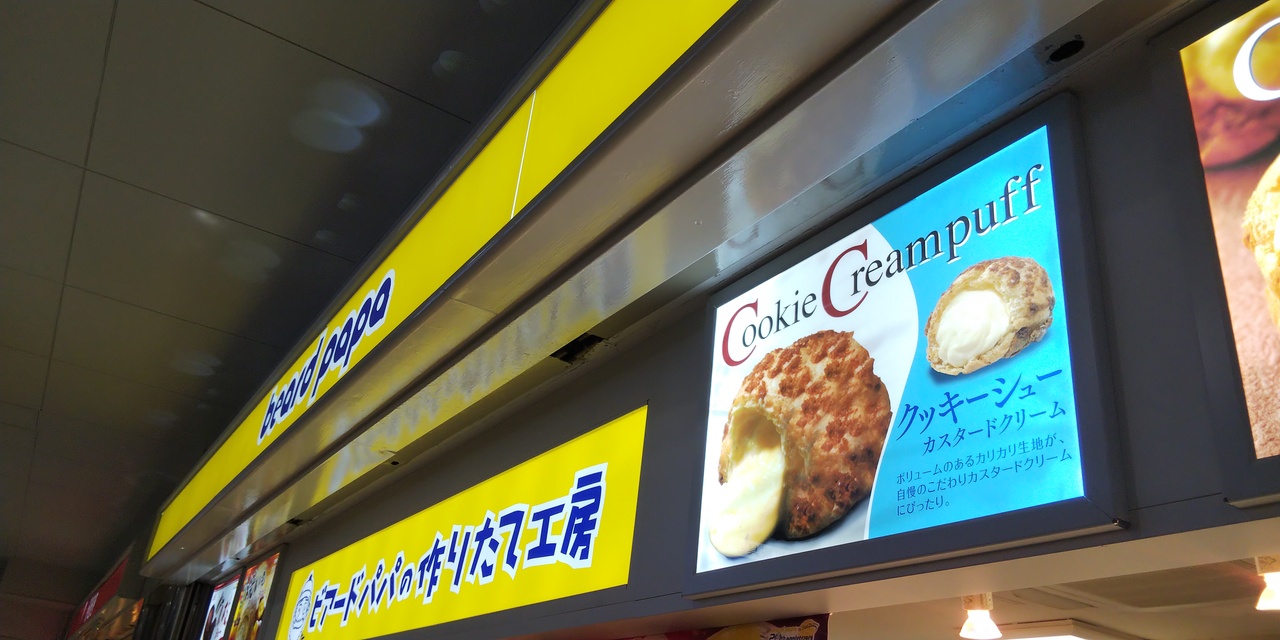 beard papa
ビアードパパの作りたて工房
Cookie Creampuff
クッキーシュー
カスタードクリーム
ボリュームのあるカリカリ生地が、
自慢のこだわりカスタードクリーム
にぴったり。
C